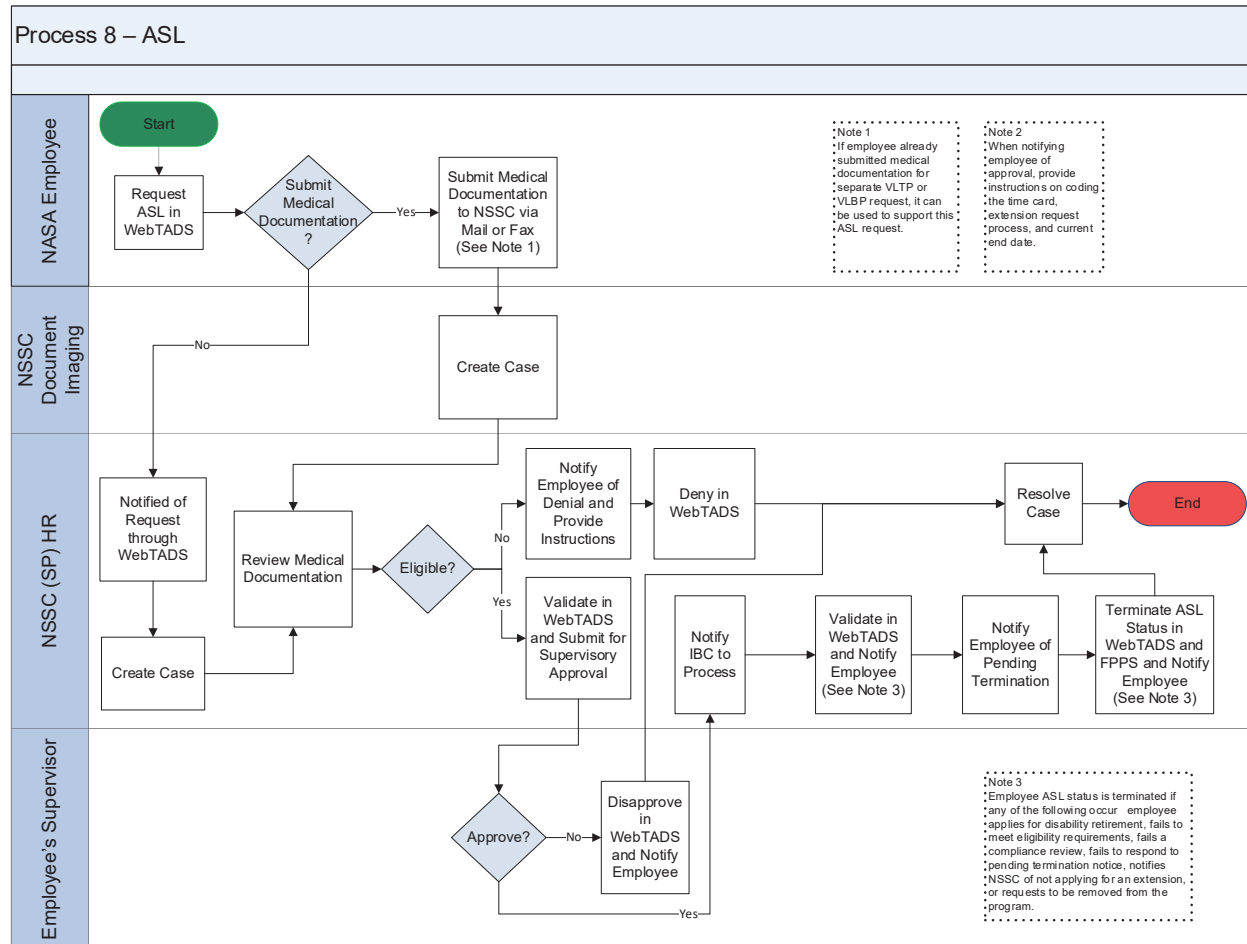 Process 8 – ASL
NASA Employee
Start
Request
ASL in
WebTADS
Submit
Medical
Documentation
?
Yes
Submit Medical
Documentation
to NSSC via
Mail or Fax
(See Note 1)
Note 1
If employee already
submitted medical
documentation for
separate VLTP or
VLBP request, it can
be used to support this
ASL request.
Note 2
When notifying
employee of
approval, provide
instructions on coding
the time card,
extension request
process, and current
end date.
NSSC
Document
Imaging
No
Create Case
NSSC (SP) HR
Notified of
Request
through
WebTADS
Create Case
Review Medical
Documentation
Eligible?
No
Yes
Notify
Employee of
Denial and
Provide
Instructions
Deny in
WebTADS
Validate in
WebTADS
and Submit for
Supervisory
Approval
Notify
IBC to
Process
Validate in
WebTADS
and Notify
Employee
(See Note 3)
Notify
Employee of
Pending
Termination
Terminate ASL
Status in
WebTADS and
FPPS and Notify
Employee
(See Note 3)
Resolve
Case
End
Employee's Supervisor
Approve?
No
Disapprove
in
WebTADS
and Notify
Employee
Yes
Note 3
Employee ASL status is terminated if
any of the following occur employee
applies for disability retirement, fails to
meet eligibility requirements, fails a
compliance review, fails to respond to
pending termination notice, notifies
NSSC of not applying for an extension,
or requests to be removed from the
program.